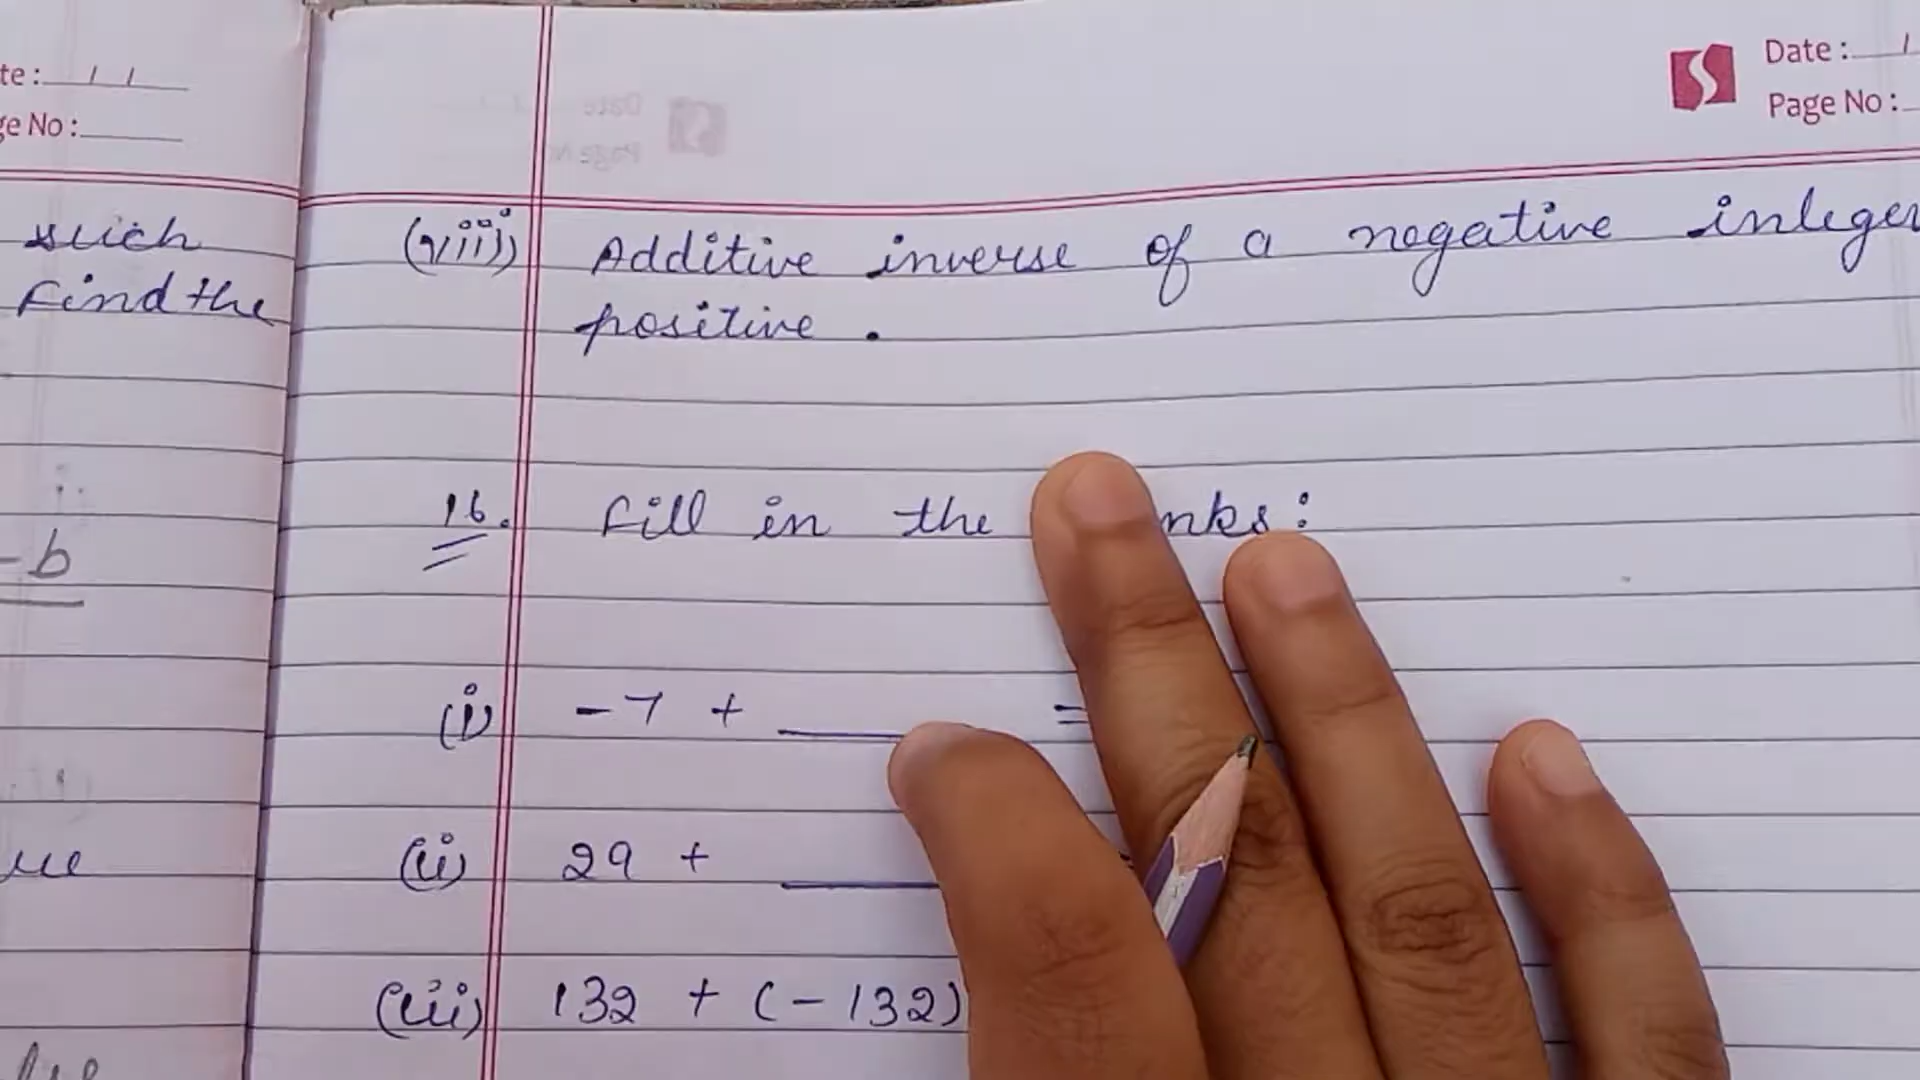 te: / /
ge No:
Date: /
Page No:
such
Find the
-b
ue
(viii) Additive inverse of a negative integer
positive.
16. Fill in the nks:
(i) -7 + ____ =
(ii) 29 + ____
(iii) 132 + (-132)